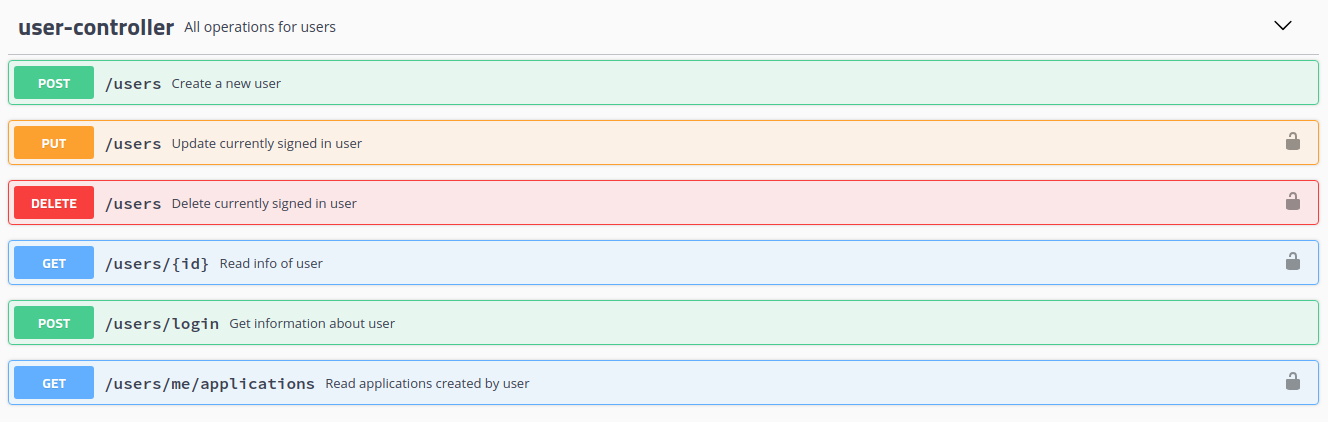 user-controller All operations for users
POST /users Create a new user
PUT /users Update currently signed in user
DELETE /users Delete currently signed in user
GET /users/{id} Read info of user
POST /users/login Get information about user
GET /users/me/applications Read applications created by user